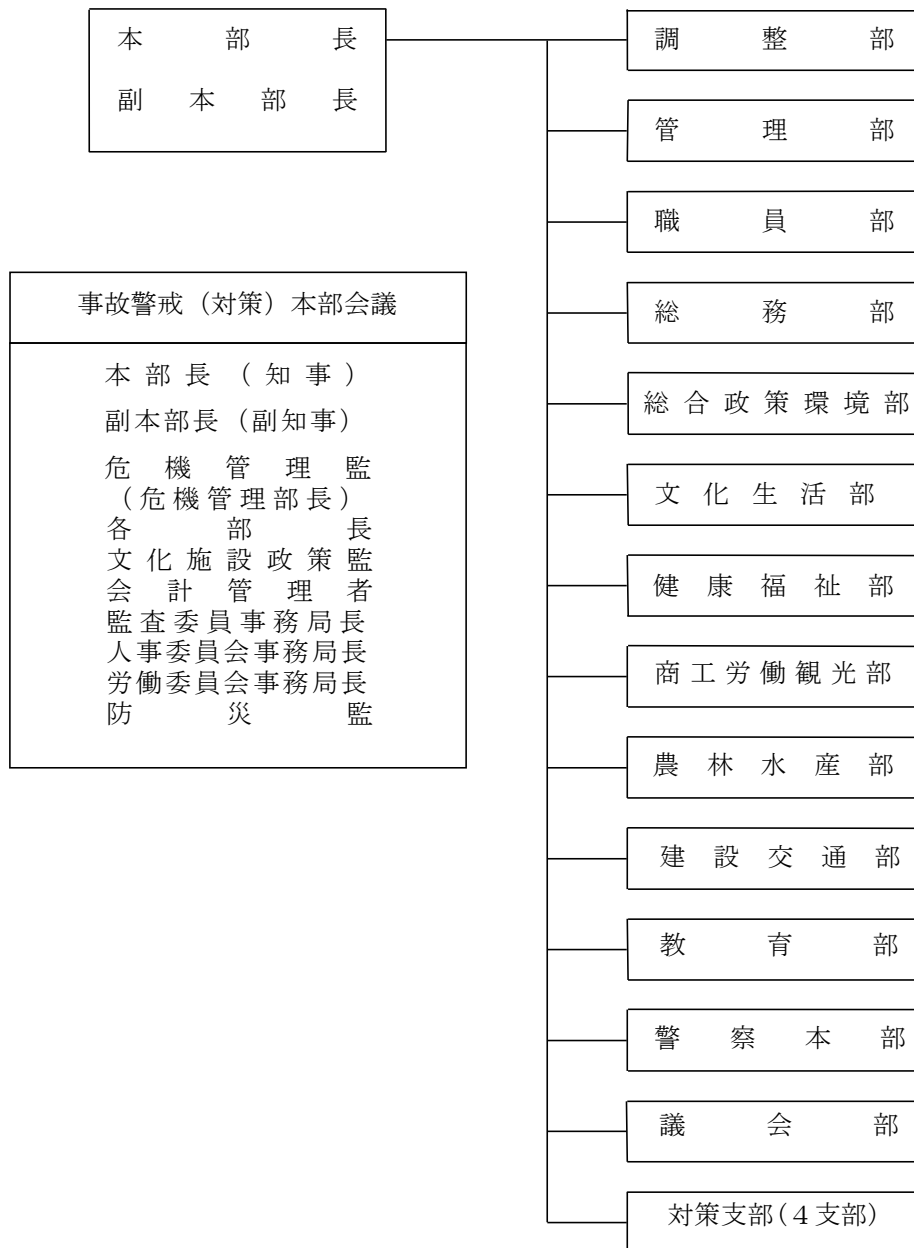 本部長
副本部長
事故警戒（対策）本部会議
本部長（知事）
副本部長（副知事）
危機管理監
（危機管理部長）
各部長
文化施設政策監
会計管理者
監査委員事務局長
人事委員会事務局長
労働委員会事務局長
防災監
調整部
管理部
職員部
総務部
総合政策環境部
文化生活部
健康福祉部
商工労働観光部
農林水産部
建設交通部
教育部
警察本部
議会部
対策支部（４支部）